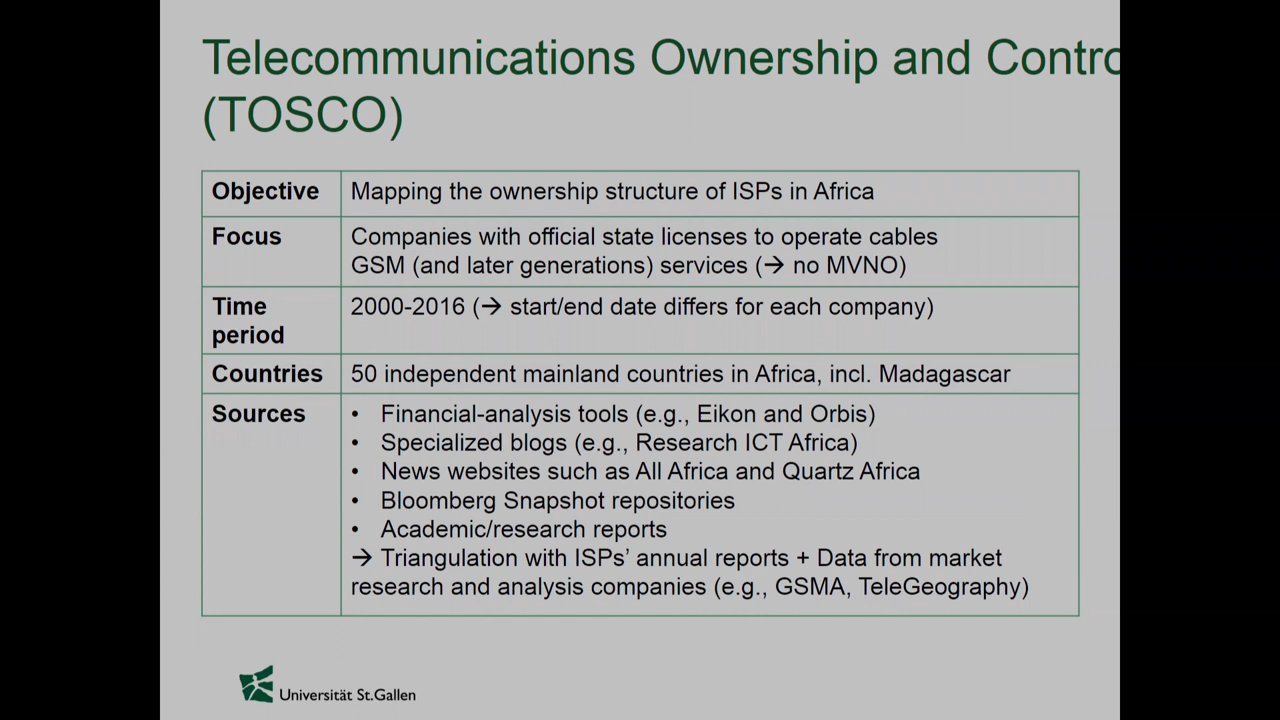 Telecommunications Ownership and Contro
(TOSCO)
Objective
Mapping the ownership structure of ISPs in Africa
Focus
Companies with official state licenses to operate cables
GSM (and later generations) services (→ no MVNO)
Time
period
2000-2016 (→ start/end date differs for each company)
Countries
50 independent mainland countries in Africa, incl. Madagascar
Sources
• Financial-analysis tools (e.g., Eikon and Orbis)
• Specialized blogs (e.g., Research ICT Africa)
• News websites such as All Africa and Quartz Africa
• Bloomberg Snapshot repositories
• Academic/research reports
→ Triangulation with ISPs’ annual reports + Data from market
research and analysis companies (e.g., GSMA, TeleGeography)
Universität St.Gallen